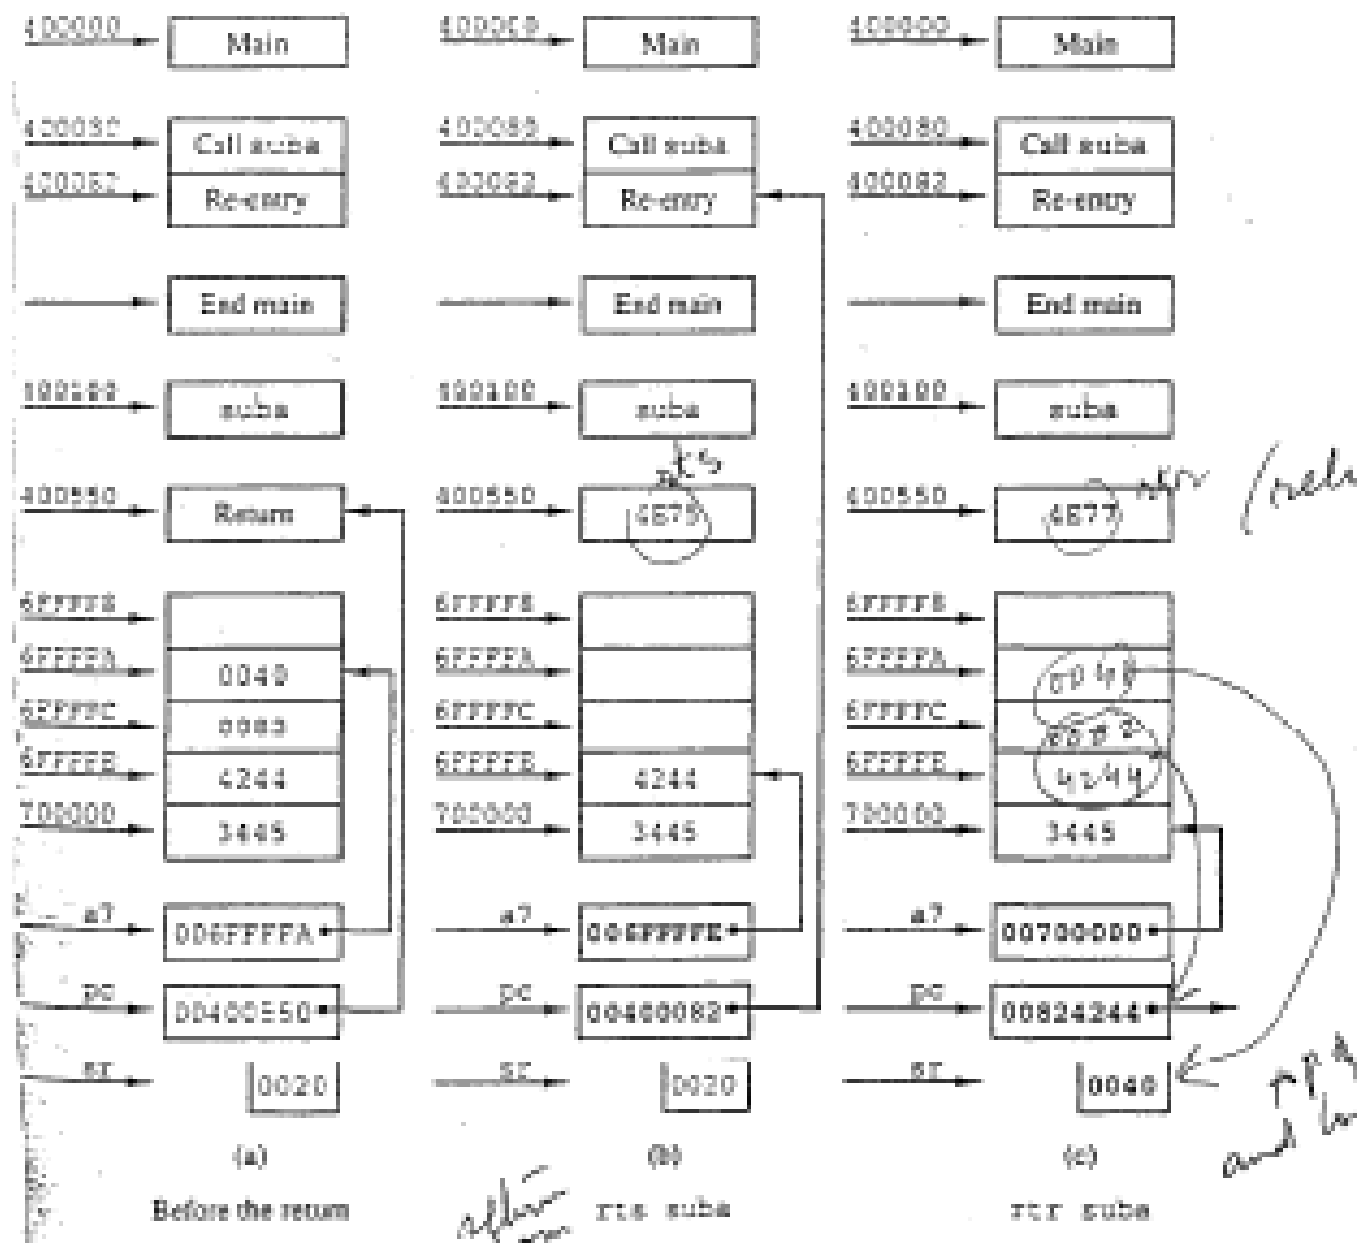 400000 Main 400000 Main 400000 Main
400080 Call suba 400080 Call suba 400080 Call suba
400082 Re-entry 400082 Re-entry 400082 Re-entry
End main End main End main
400100 suba 400100 suba 400100 suba
rts
400550 Return 400550 4E75 400550 4E77 rtr
6FFFF8 6FFFF8 6FFFF8
6FFFFA 0040 6FFFFA 6FFFFA 0040
6FFFFC 0082 6FFFFC 6FFFFC 0082
6FFFFE 4244 6FFFFE 4244 6FFFFE 4244
700000 3445 700000 3445 700000 3445
a7 006FFFFA a7 006FFFFE a7 00700000
pc 00400550 pc 00400082 pc 00824244
sr 0020 sr 0020 sr 0040
and
(a) (b) (c)
Before the return rts suba rtr suba